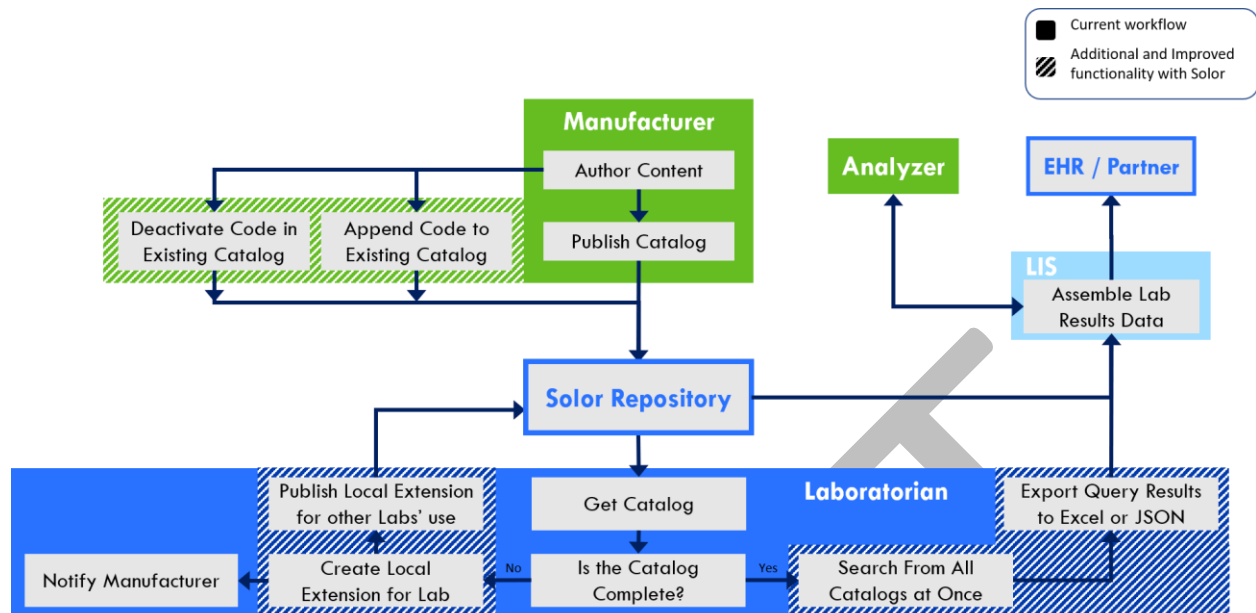 Current workflow
Additional and Improved
functionality with Solor
Manufacturer
Author Content
Publish Catalog
Deactivate Code in
Existing Catalog
Append Code to
Existing Catalog
Analyzer
EHR / Partner
LIS
Assemble Lab
Results Data
Solor Repository
Laboratorian
Get Catalog
Is the Catalog
Complete?
No
Yes
Publish Local Extension
for other Labs' use
Create Local
Extension for Lab
Notify Manufacturer
Search From All
Catalogs at Once
Export Query Results
to Excel or JSON